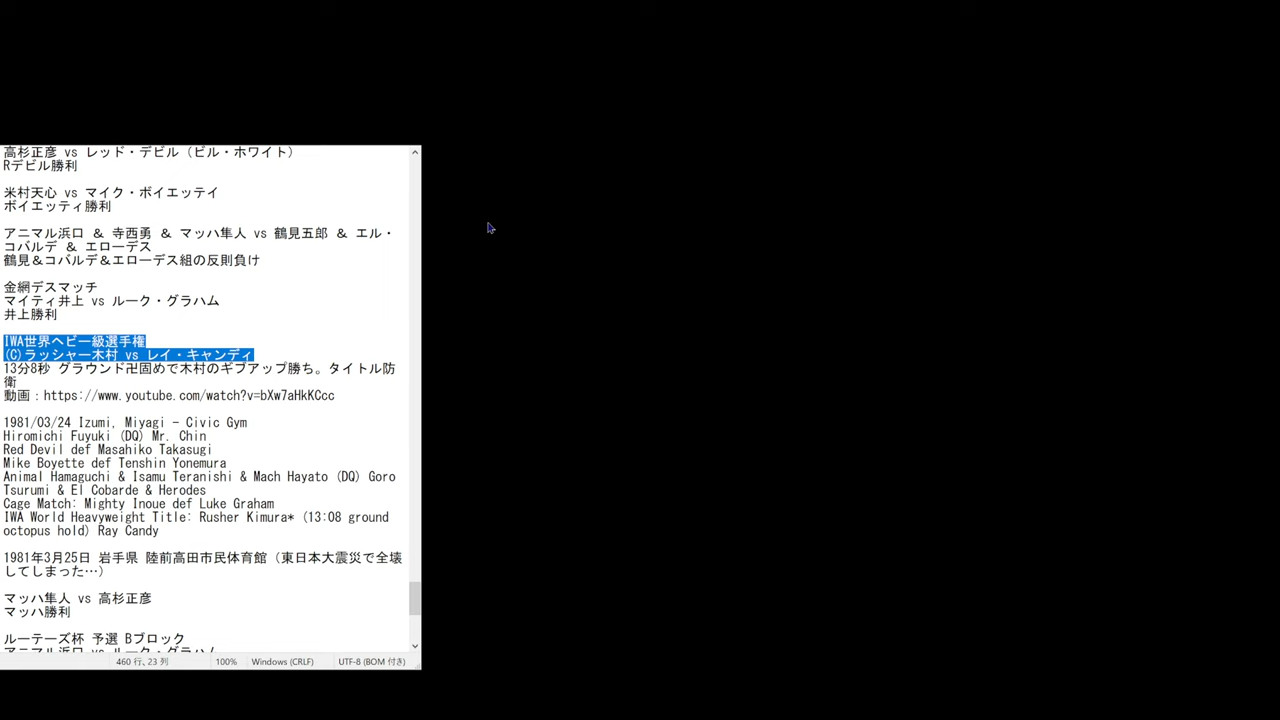 高杉正彦 vs レッド・デビル（ビル・ホワイト）
Rデビル勝利
米村天心 vs マイク・ボイエッテイ
ボイエッティ勝利
アニマル浜口 ＆ 寺西勇 ＆ マッハ隼人 vs 鶴見五郎 ＆ エル・
コバルデ ＆ エローデス
鶴見＆コバルデ＆エローデス組の反則負け
金網デスマッチ
マイティ井上 vs ルーク・グラハム
井上勝利
IWA世界ヘビー級選手権
(C)ラッシャー木村 vs レイ・キャンディ
13分8秒 グラウンド卍固めで木村のギブアップ勝ち。タイトル防
衛
動画：https://www.youtube.com/watch?v=bXw7aHkKCcc
1981/03/24 Izumi, Miyagi - Civic Gym
Hiromichi Fuyuki (DQ) Mr. Chin
Red Devil def Masahiko Takasugi
Mike Boyette def Tenshin Yonemura
Animal Hamaguchi & Isamu Teranishi & Mach Hayato (DQ) Goro
Tsurumi & El Cobarde & Herodes
Cage Match: Mighty Inoue def Luke Graham
IWA World Heavyweight Title: Rusher Kimura* (13:08 ground
octopus hold) Ray Candy
1981年3月25日 岩手県 陸前高田市民体育館（東日本大震災で全壊
してしまった…）
マッハ隼人 vs 高杉正彦
マッハ勝利
ルーテーズ杯 予選 Bブロック
アニマル浜口 vs ルーク・グラハム
460 行、23 列 100% Windows (CRLF) UTF-8 (BOM 付き)